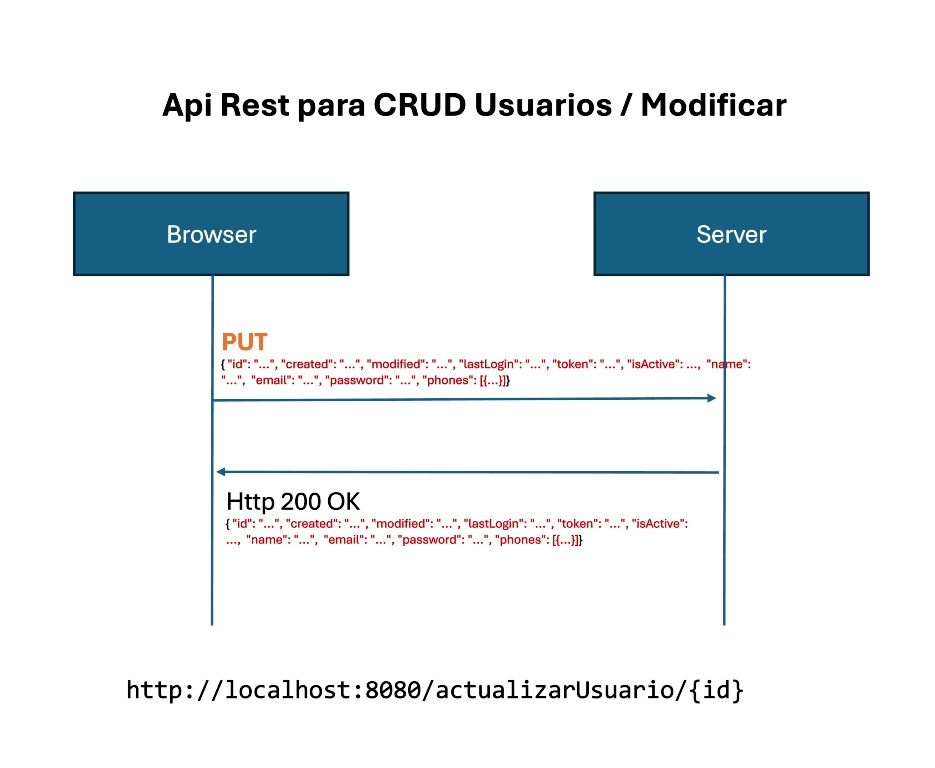 Api Rest para CRUD Usuarios / Modificar
Browser
Server
PUT
{ "id": "...", "created": "...", "modified": "...", "lastLogin": "...", "token": "...", "isActive": ..., "name":
"...", "email": "...", "password": "...", "phones": [{...}]}
Http 200 OK
{ "id": "...", "created": "...", "modified": "...", "lastLogin": "...", "token": "...", "isActive":
..., "name": "...", "email": "...", "password": "...", "phones": [{...}]}
http://localhost:8080/actualizarUsuario/{id}